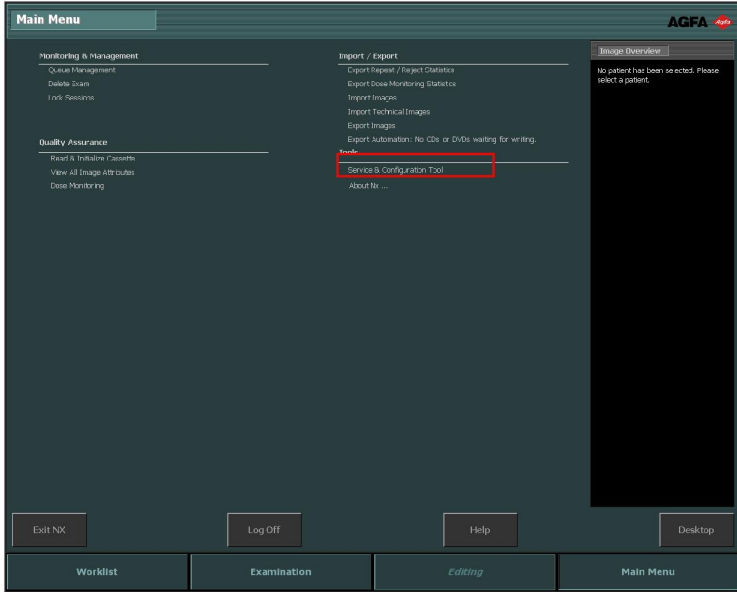 Main Menu
AGFA
Agfa
Monitoring & Management
Queue Management
Delete Exam
Lock Sessions
Quality Assurance
Read & Initialize Cassette
View All Image Attributes
Dose Monitoring
Import / Export
Export Repeat / Reject Statistics
Export Dose Monitoring Statistics
Import Images
Import Technical Images
Export Images
Export Automation: No CDs or DVDs waiting for writing.
Tools
Service & Configuration Tool
About Nx ...
Image Overview
No patient has been selected. Please
select a patient.
Exit NX
Log Off
Help
Desktop
Worklist
Examination
Editing
Main Menu